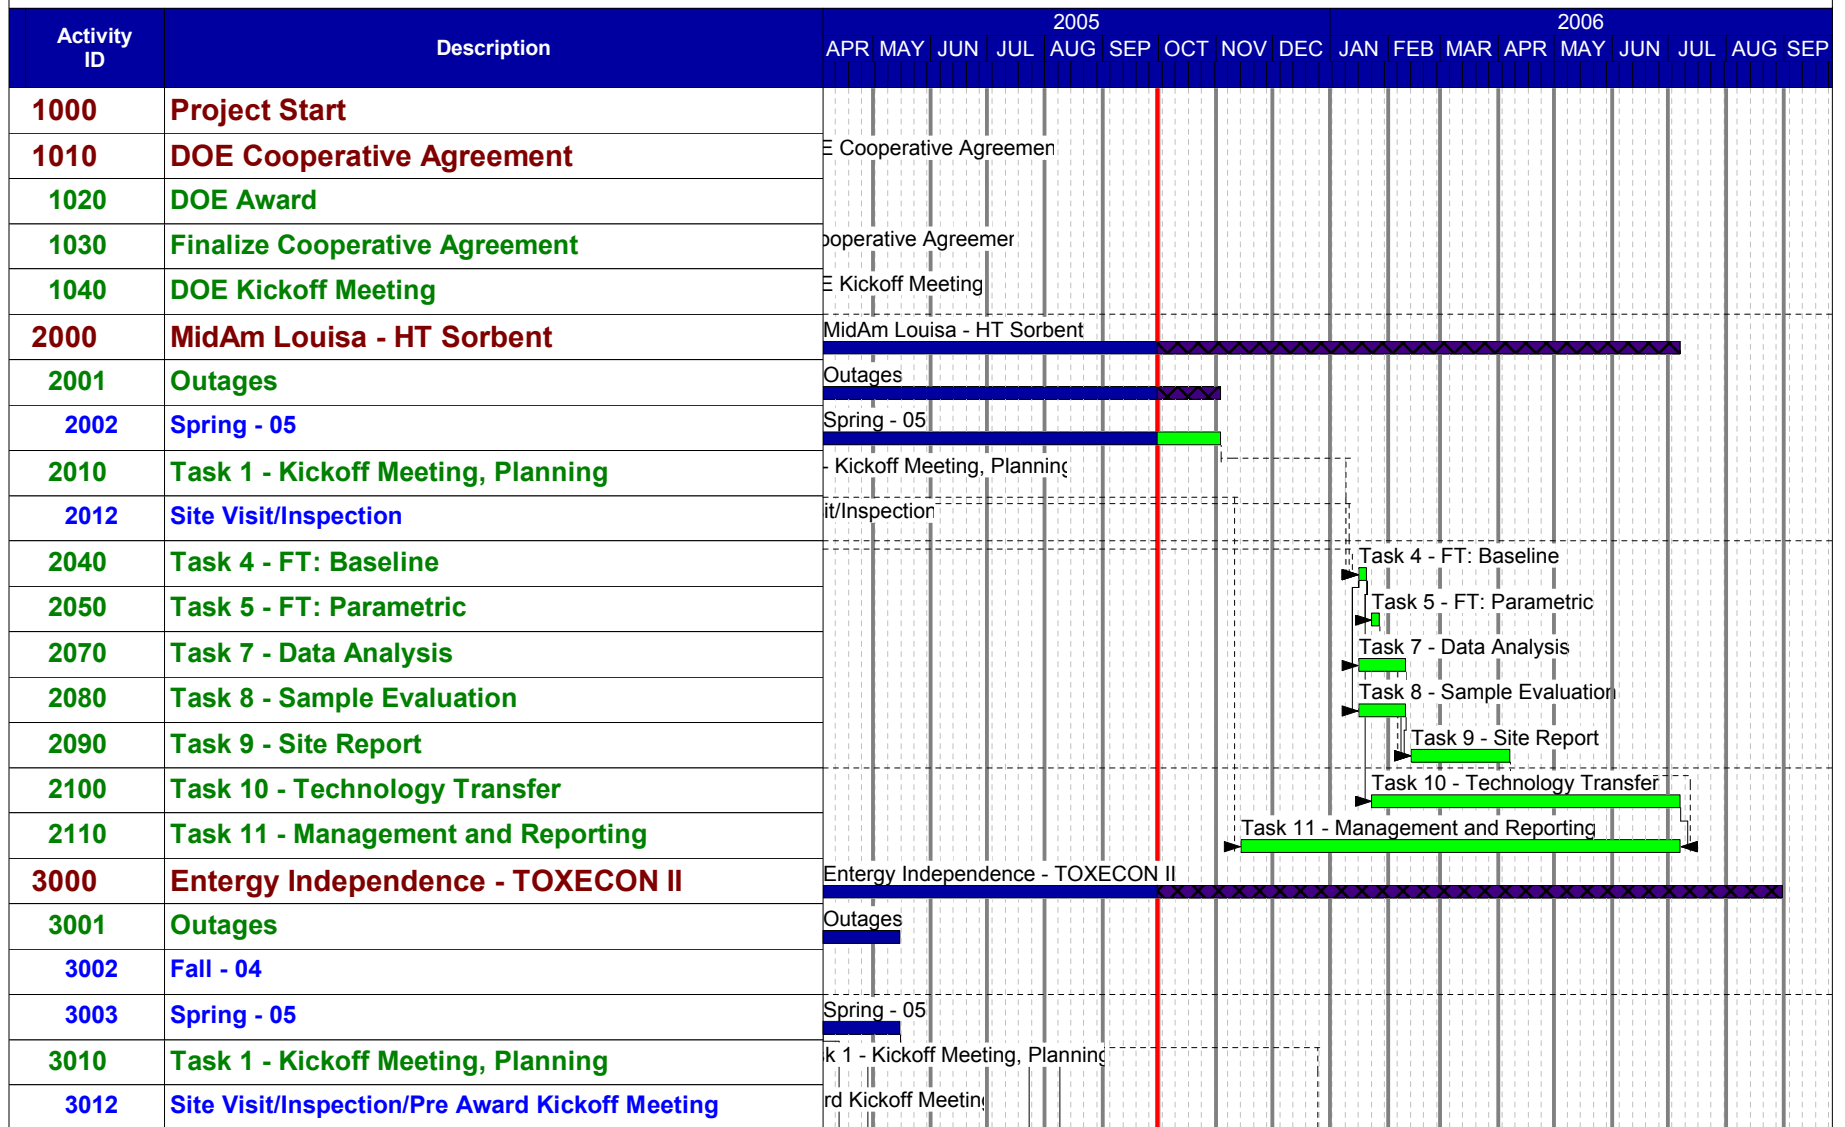 Activity ID Description 2005 2006
APR MAY JUN JUL AUG SEP OCT NOV DEC JAN FEB MAR APR MAY JUN JUL AUG SEP
1000 Project Start
1010 DOE Cooperative Agreement E Cooperative Agreemen
1020 DOE Award
1030 Finalize Cooperative Agreement ooperative Agreemer
1040 DOE Kickoff Meeting E Kickoff Meeting
2000 MidAm Louisa - HT Sorbent MidAm Louisa - HT Sorbent
2001 Outages Outages
2002 Spring - 05 Spring - 05
2010 Task 1 - Kickoff Meeting, Planning - Kickoff Meeting, Planning
2012 Site Visit/Inspection it/Inspection
2040 Task 4 - FT: Baseline Task 4 - FT: Baseline
2050 Task 5 - FT: Parametric Task 5 - FT: Parametric
2070 Task 7 - Data Analysis Task 7 - Data Analysis
2080 Task 8 - Sample Evaluation Task 8 - Sample Evaluation
2090 Task 9 - Site Report Task 9 - Site Report
2100 Task 10 - Technology Transfer Task 10 - Technology Transfer
2110 Task 11 - Management and Reporting Task 11 - Management and Reporting
3000 Entergy Independence - TOXECON II Entergy Independence - TOXECON II
3001 Outages Outages
3002 Fall - 04
3003 Spring - 05 Spring - 05
3010 Task 1 - Kickoff Meeting, Planning k 1 - Kickoff Meeting, Planning
3012 Site Visit/Inspection/Pre Award Kickoff Meeting rd Kickoff Meeting